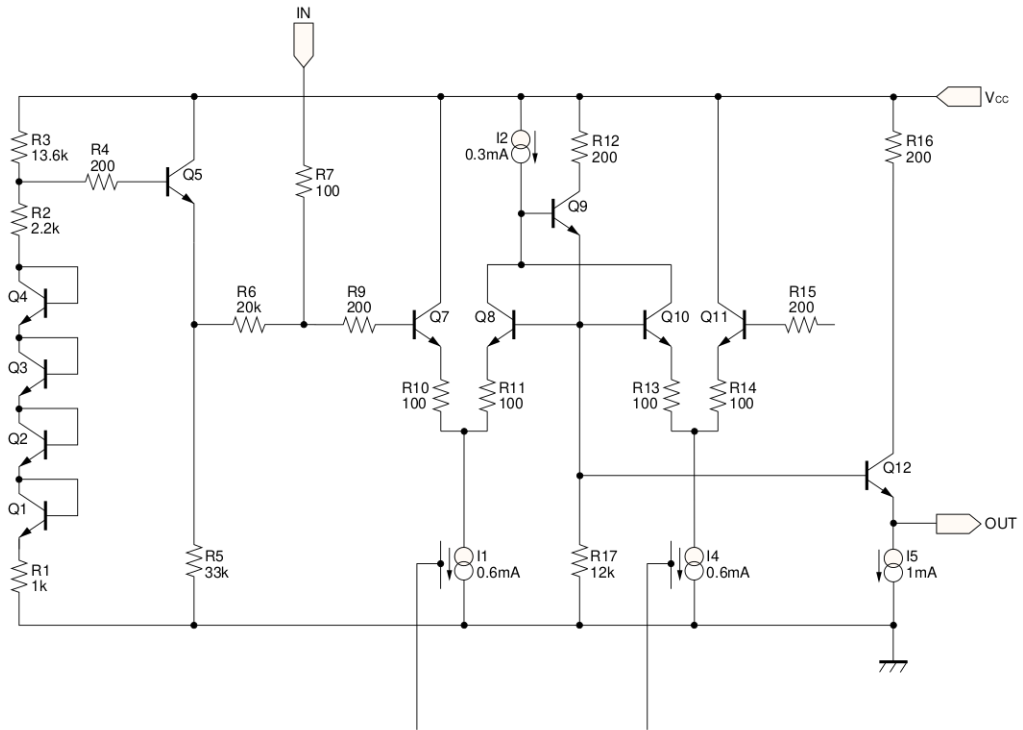 IN
VCC
R3
13.6k
R4
200
Q5
R7
100
I2
0.3mA
R12
200
R16
200
Q9
R2
2.2k
Q4
R6
20k
R9
200
Q7
Q8
Q10
Q11
R15
200
Q3
R10
100
R11
100
R13
100
R14
100
Q2
Q12
Q1
OUT
R1
1k
R5
33k
I1
0.6mA
R17
12k
I4
0.6mA
I5
1mA